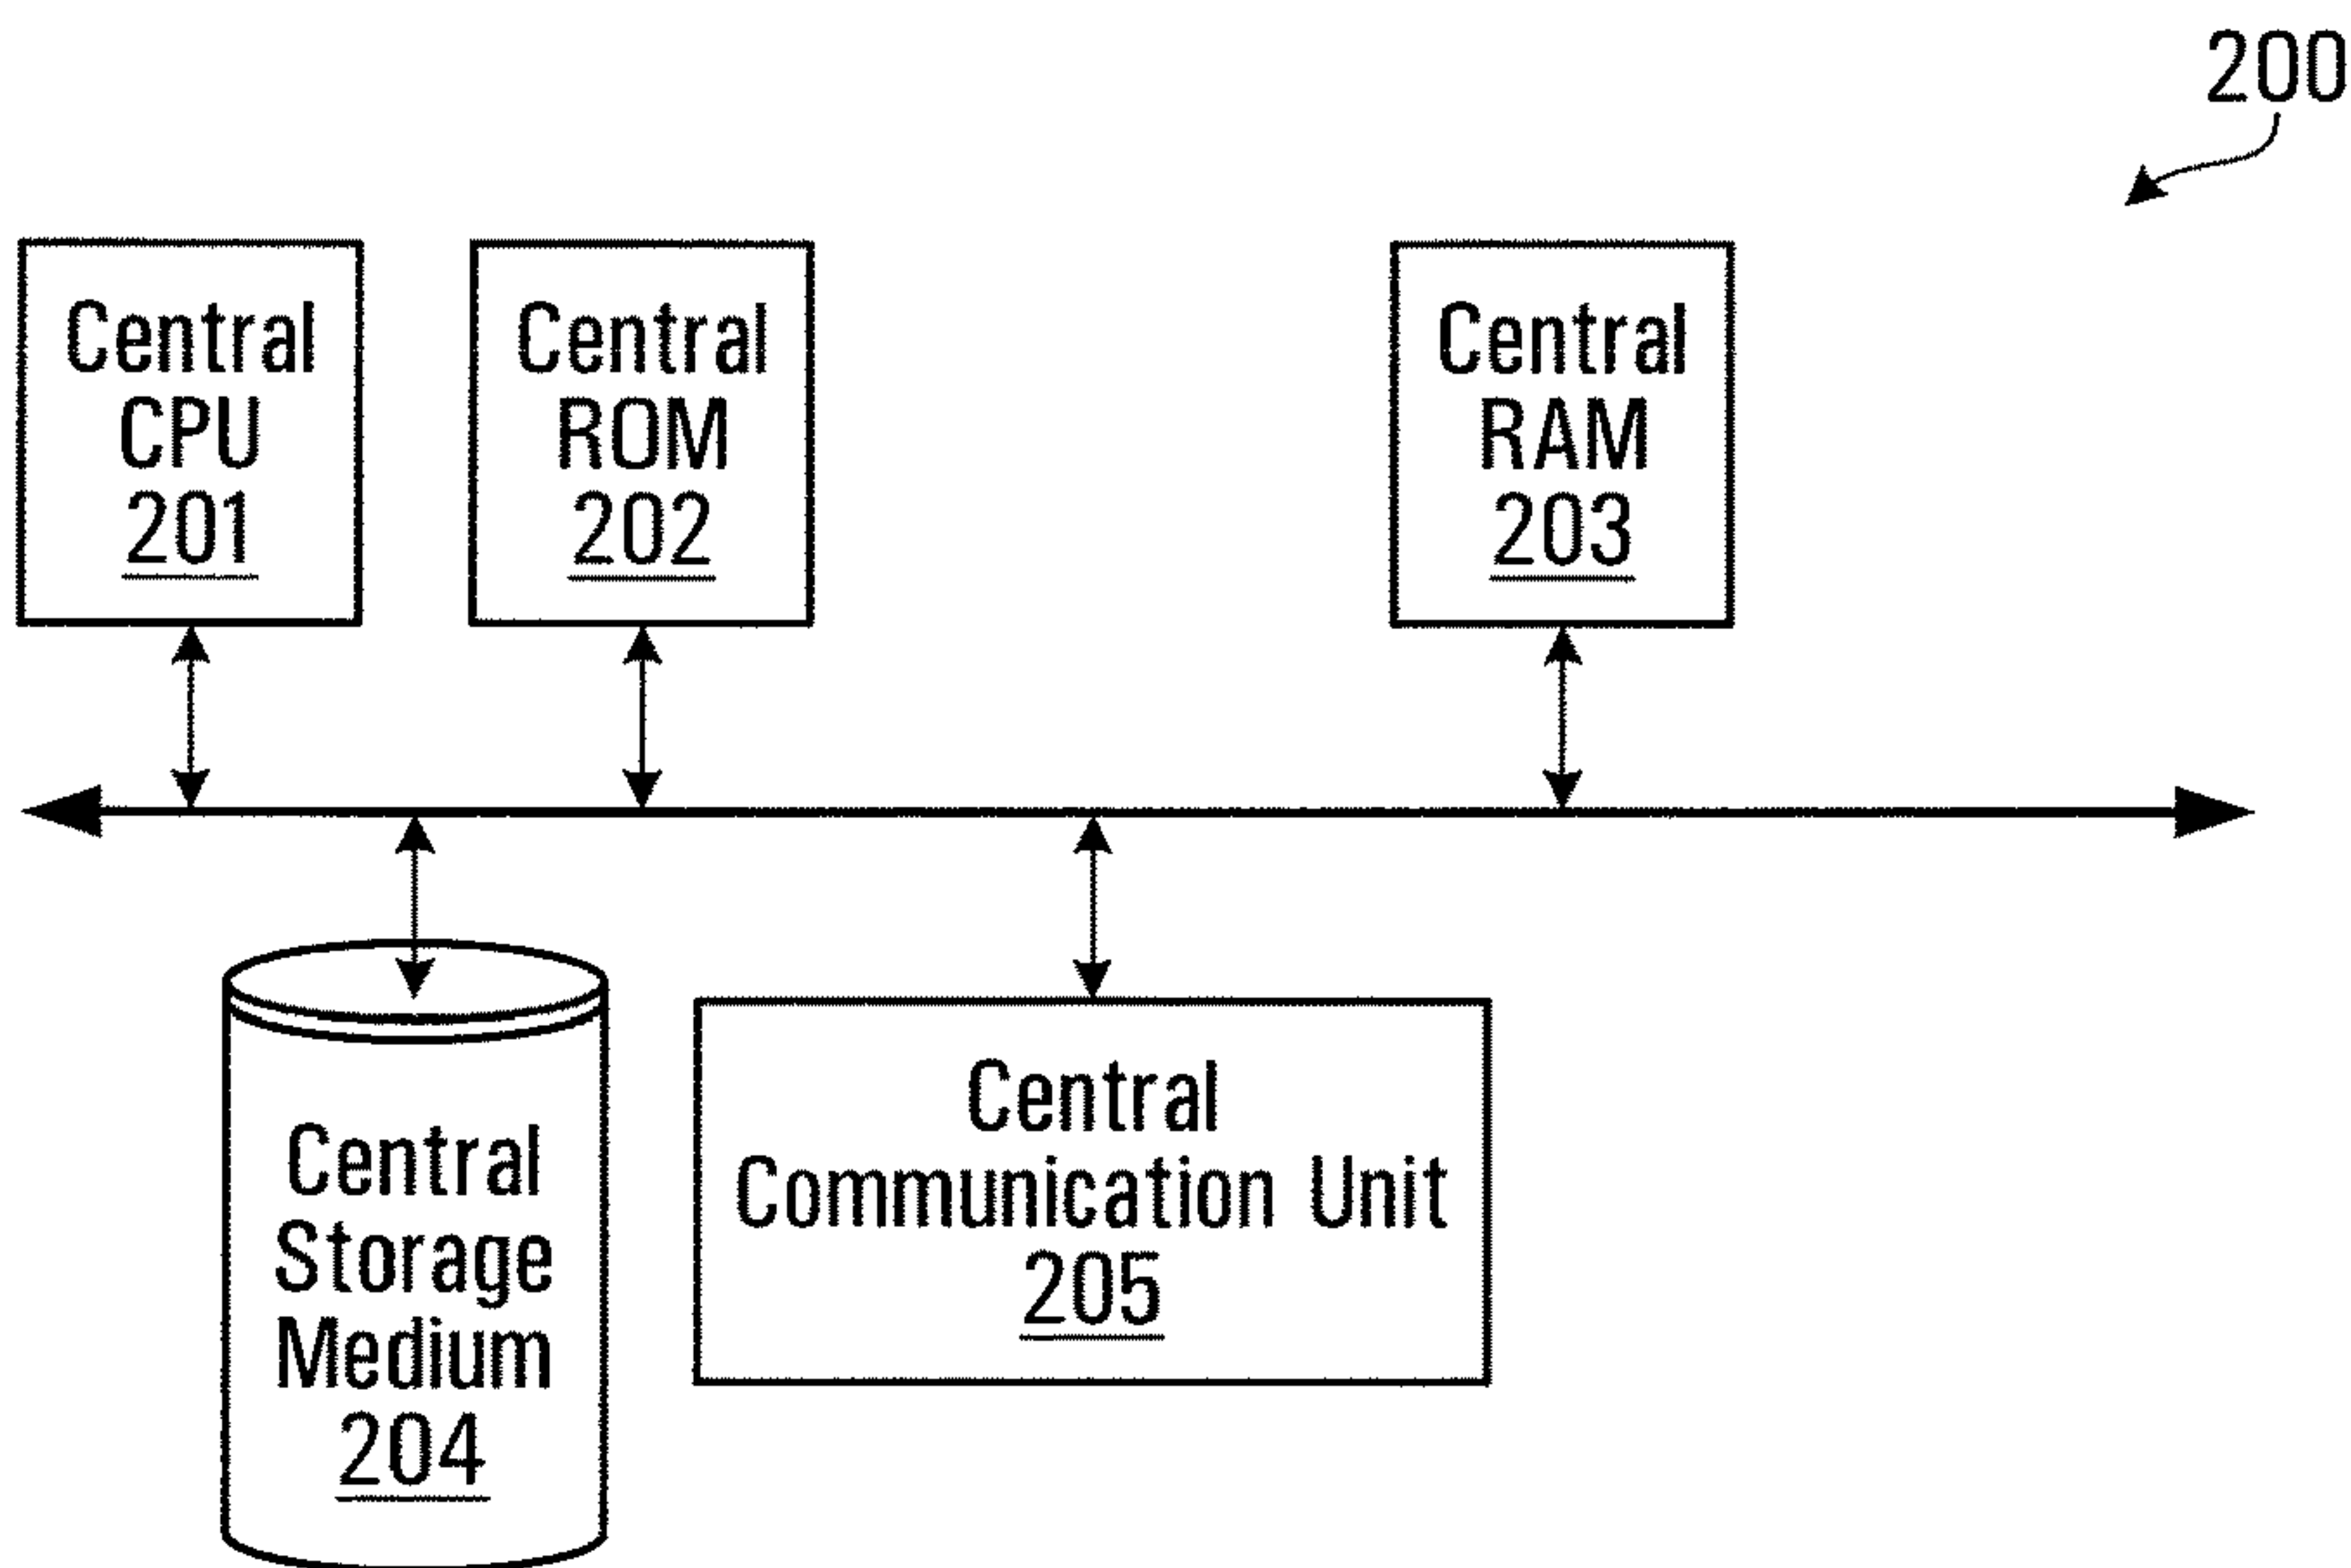 200
Central
CPU
201
Central
ROM
202
Central
RAM
203
Central
Storage
Medium
204
Central
Communication Unit
205